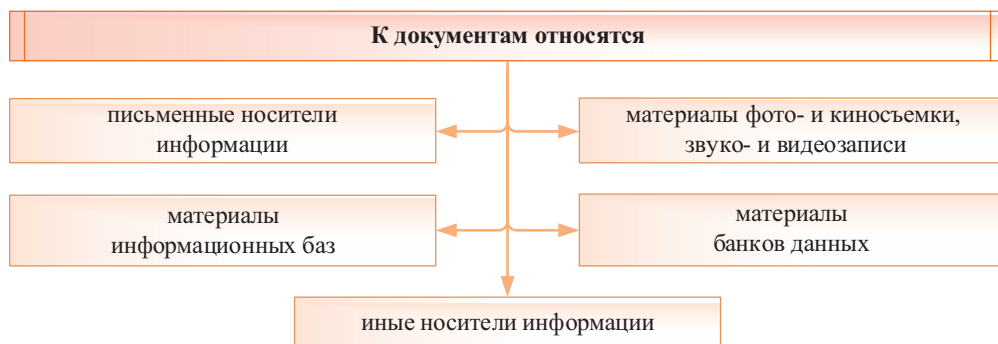 К документам относятся
письменные носители
информации
материалы фото- и киносъемки,
звуко- и видеозаписи
материалы
информационных баз
материалы
банков данных
иные носители информации